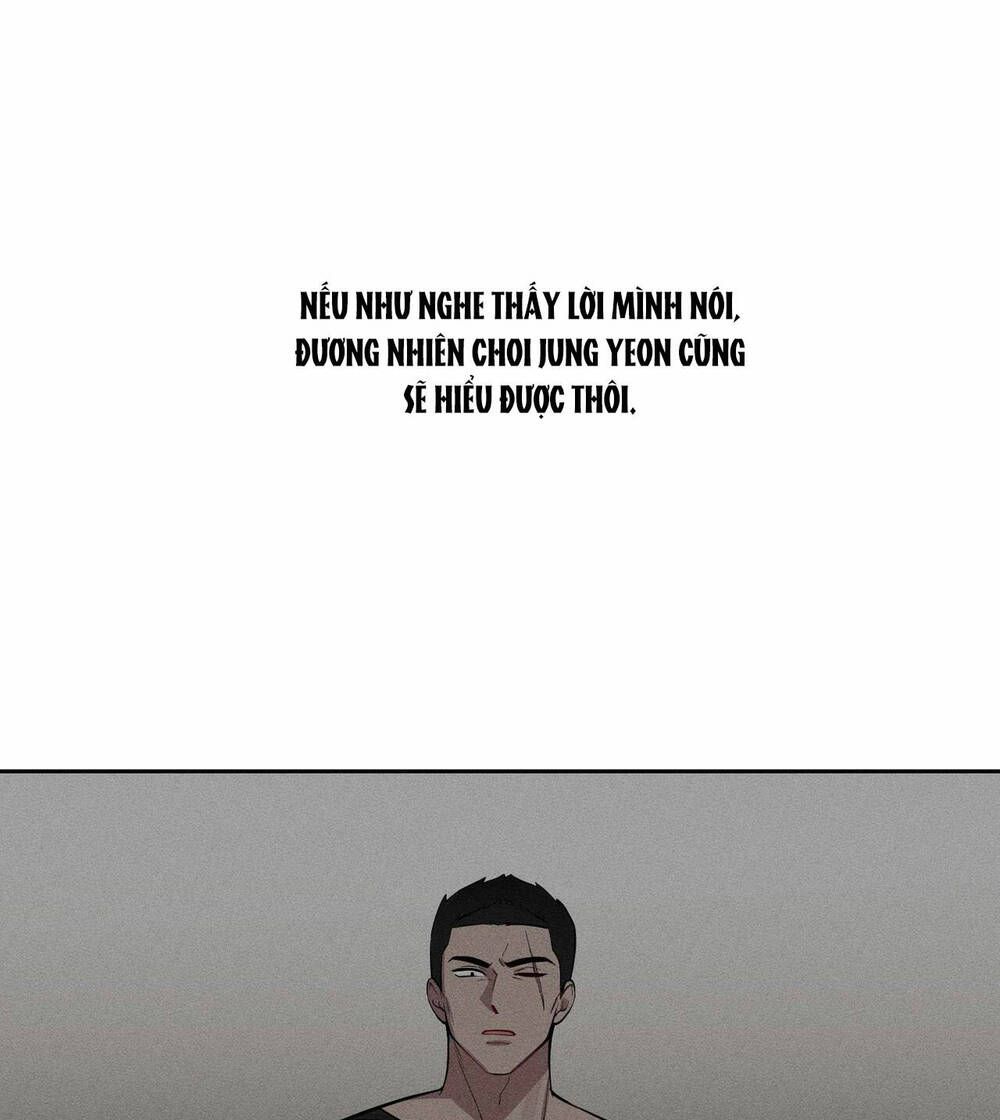 NẾU NHƯ NGHE THẤY LỜI MÌNH NÓI,
ĐƯƠNG NHIÊN CHOI JUNG YEON CŨNG
SẼ HIỂU ĐƯỢC THÔI.